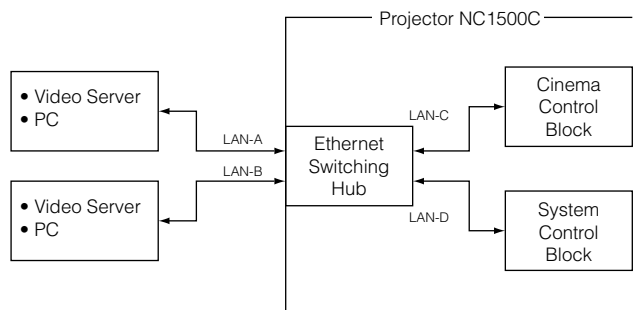 Projector NC1500C
• Video Server
• PC
LAN-A
LAN-B
• Video Server
• PC
Ethernet
Switching
Hub
LAN-C
LAN-D
Cinema
Control
Block
System
Control
Block